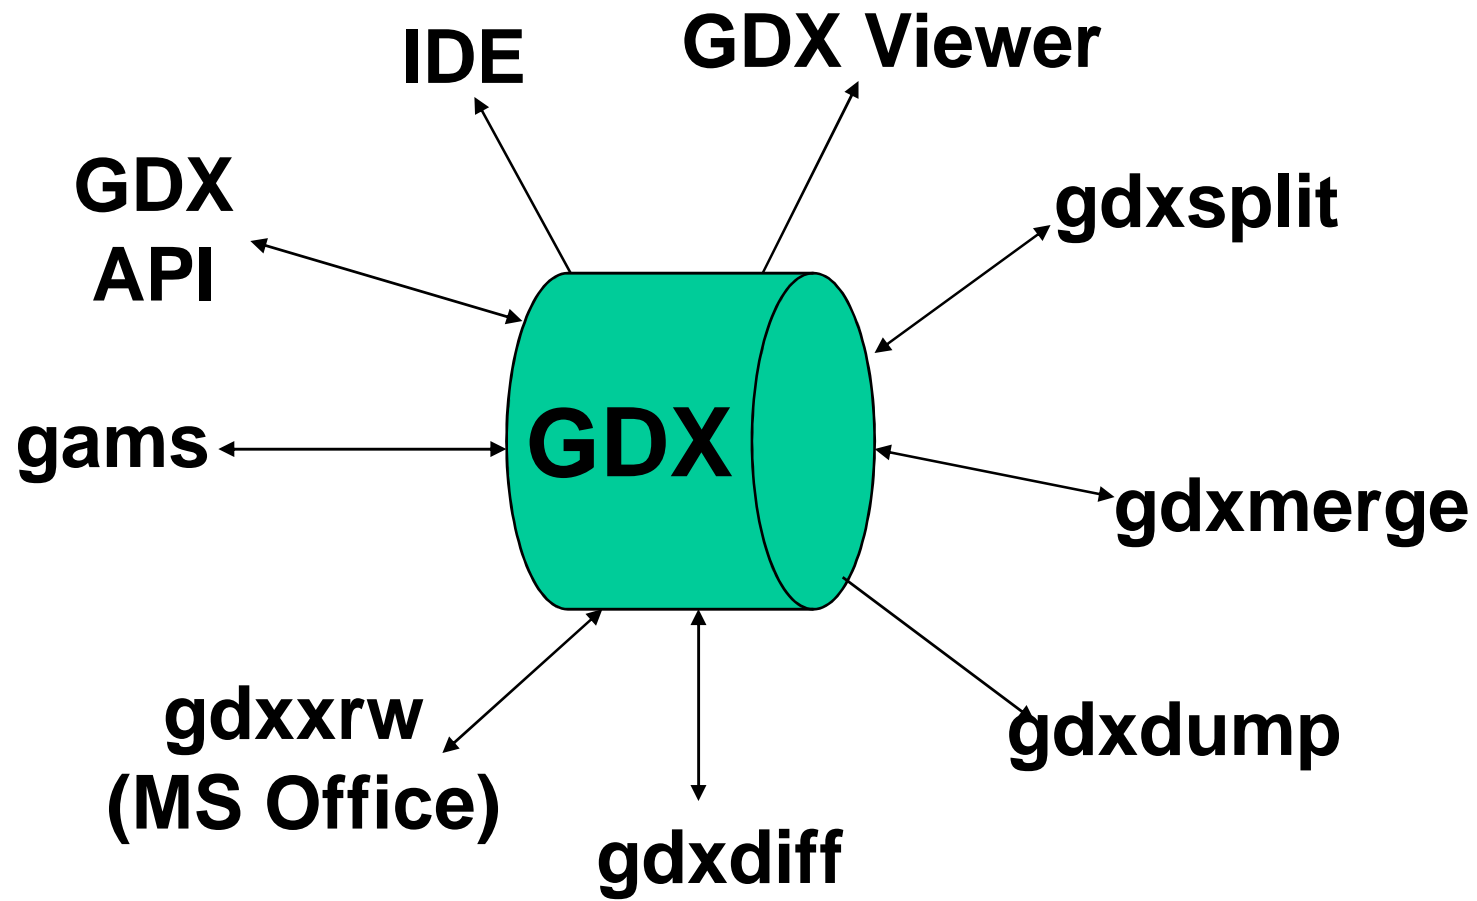 IDE
GDX Viewer
GDX
API
gdxsplit
gams
GDX
gdxmerge
gdxxrw
(MS Office)
gdxdump
gdxdiff